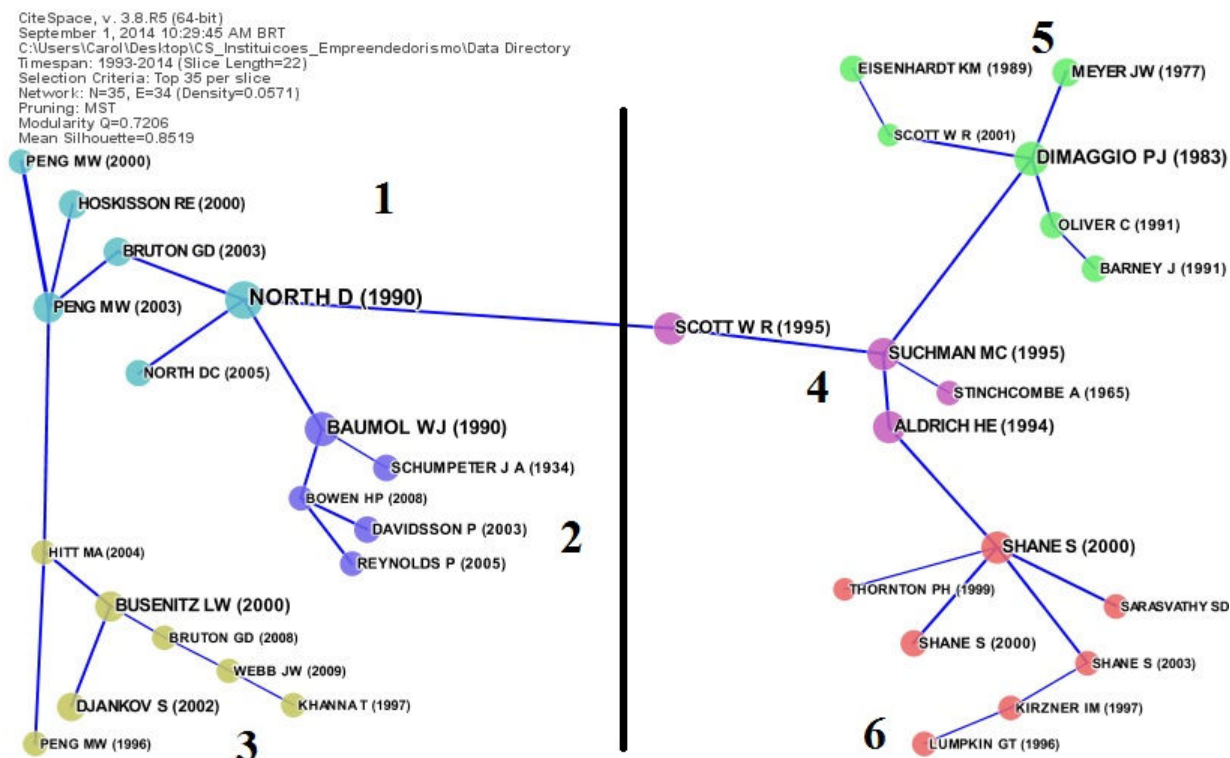 CiteSpace, v. 3.8.R5 (64-bit)
September 1, 2014 10:29:45 AM BRT
C:\Users\Carol\Desktop\CS_Instituicoes_Empreendedorismo\Data Directory
Timespan: 1993-2014 (Slice Length=22)
Selection Criteria: Top 35 per slice
Network: N=35, E=34 (Density=0.0571)
Pruning: MST
Modularity Q=0.7206
Mean Silhouette=0.8519
PENG MW (2000)
1
HOSKISSON RE (2000)
BRUTON GD (2003)
NORTH D (1990)
PENG MW (2003)
NORTH DC (2005)
BAUMOL WJ (1990)
SCHUMPETER J A (1934)
BOWEN HP (2008)
DAVIDSSON P (2003)
2
REYNOLDS P (2005)
HITT MA (2004)
BUSENITZ LW (2000)
BRUTON GD (2008)
WEBB JW (2009)
KHANNA T (1997)
DJANKOV S (2002)
PENG MW (1996)
3
5
EISENHARDT KM (1989)
MEYER JW (1977)
SCOTT W R (2001)
DIMAGGIO PJ (1983)
OLIVER C (1991)
BARNEY J (1991)
SCOTT W R (1995)
SUCHMAN MC (1995)
4
STINCHCOMBE A (1965)
ALDRICH HE (1994)
SHANE S (2000)
THORNTON PH (1999)
SARASVATHY SD
SHANE S (2000)
SHANE S (2003)
KIRZNER IM (1997)
6
LUMPKIN GT (1996)